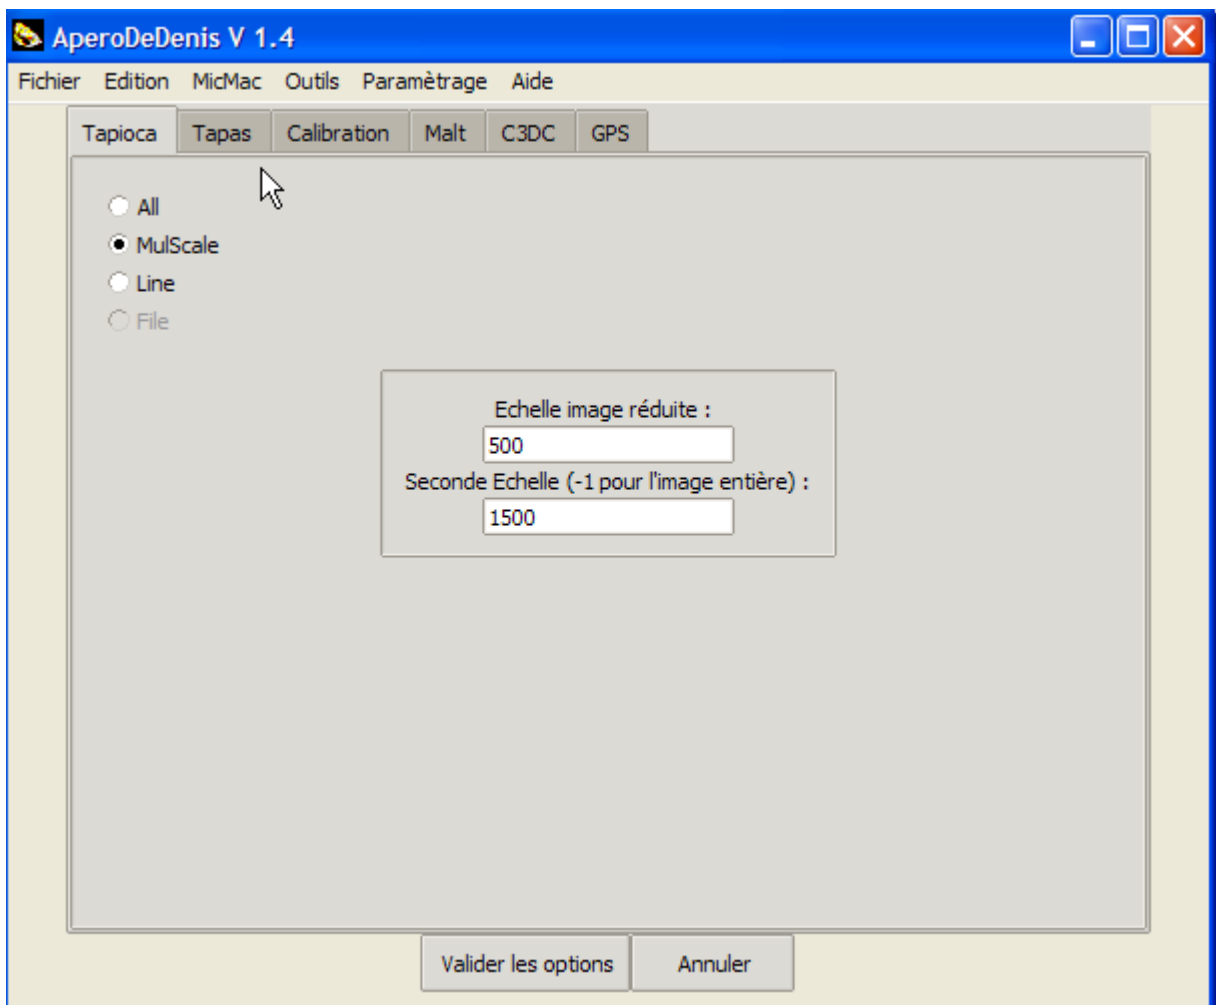 AperoDeDenis V 1.4
Fichier Edition MicMac Outils Paramètrage Aide
Tapioca Tapas Calibration Malt C3DC GPS
All
MulScale
Line
File
Echelle image réduite :
500
Seconde Echelle (-1 pour l'image entière) :
1500
Valider les options Annuler